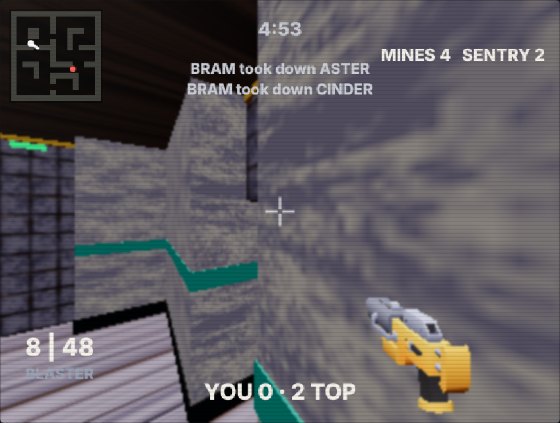 4:53
MINES 4 SENTRY 2
BRAM took down ASTER
BRAM took down CINDER
8 | 48
BLASTER
YOU 0 · 2 TOP